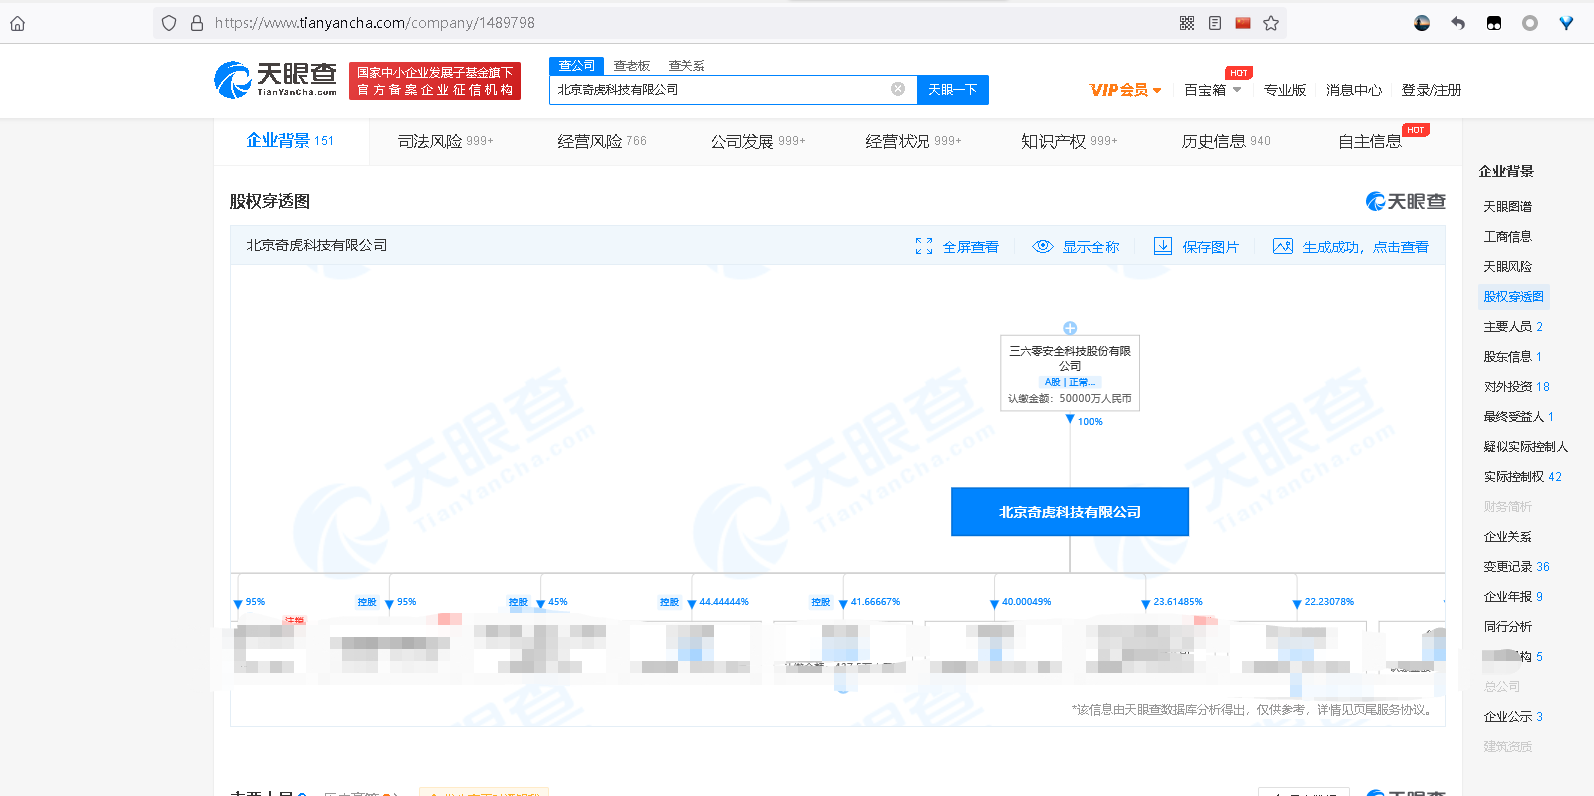 https://www.tianyancha.com/company/1489798
天眼查
TianYanCha.com
国家中小企业发展子基金旗下
官方备案企业征信机构
查公司 查老板 查关系
北京奇虎科技有限公司
天眼一下
VIP会员
百宝箱
HOT
专业版
消息中心
登录/注册
企业背景 151
司法风险 999+
经营风险 766
公司发展 999+
经营状况 999+
知识产权 999+
历史信息 940
自主信息
HOT
股权穿透图
天眼查
北京奇虎科技有限公司
全屏查看
显示全称
保存图片
生成成功，点击查看
三六零安全科技股份有限
公司
A股 | 正常...
认缴金额：50000万人民币
100%
北京奇虎科技有限公司
95%
控股 95%
控股 45%
控股 44.44444%
控股 41.66667%
40.00049%
23.61485%
22.23078%
注销
天眼查
TianYanCha.com
天眼查
TianYanCha.com
天眼查
TianYanCha.com
*该信息由天眼查数据库分析得出，仅供参考，详情见页尾服务协议。
企业背景
天眼图谱
工商信息
天眼风险
股权穿透图
主要人员 2
股东信息 1
对外投资 18
最终受益人 1
疑似实际控制人
实际控制权 42
财务简析
企业关系
变更记录 36
企业年报 9
同行分析
构 5
总公司
企业公示 3
建筑资质